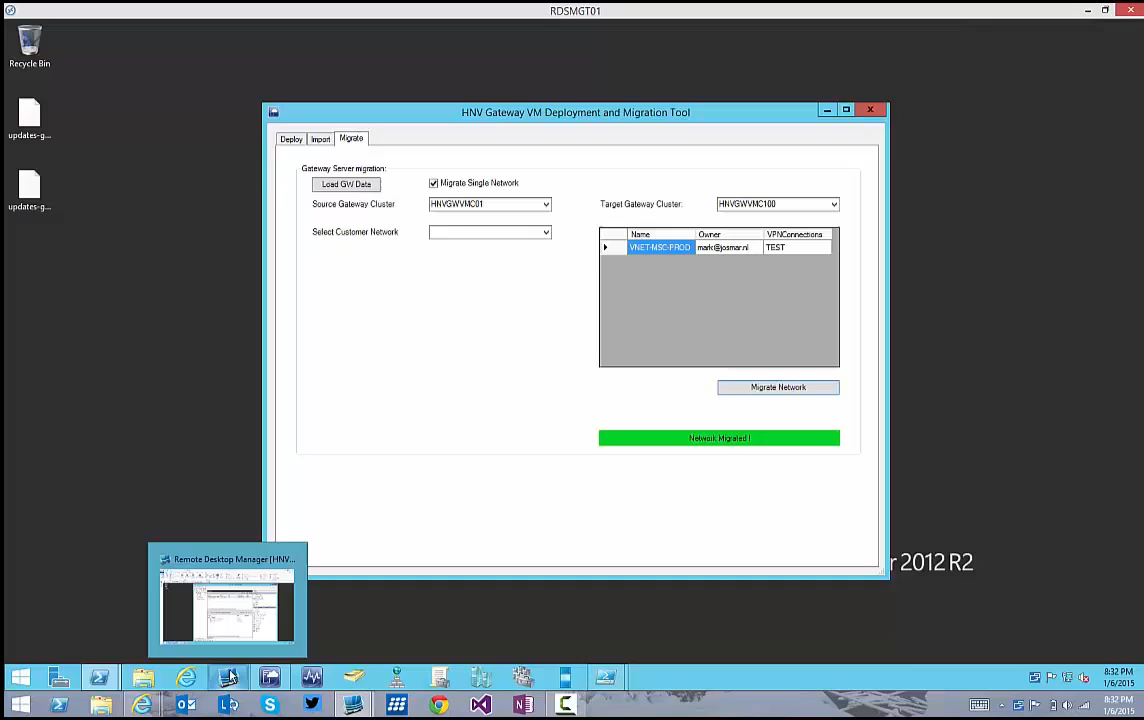 RDSMGT01
Recycle Bin
updates-g...
updates-g...
HNV Gateway VM Deployment and Migration Tool
Deploy Import Migrate
Gateway Server migration:
Load GW Data
Migrate Single Network
Source Gateway Cluster
HNVGWVMC01
Target Gateway Cluster:
HNVGWVMC100
Select Customer Network
Name Owner VPNConnections
VNET-MSC-PROD mark@josmar.nl TEST
Migrate Network
Network Migrated !
r 2012 R2
Remote Desktop Manager [HNV...
8:32 PM
1/6/2015
8:32 PM
1/6/2015